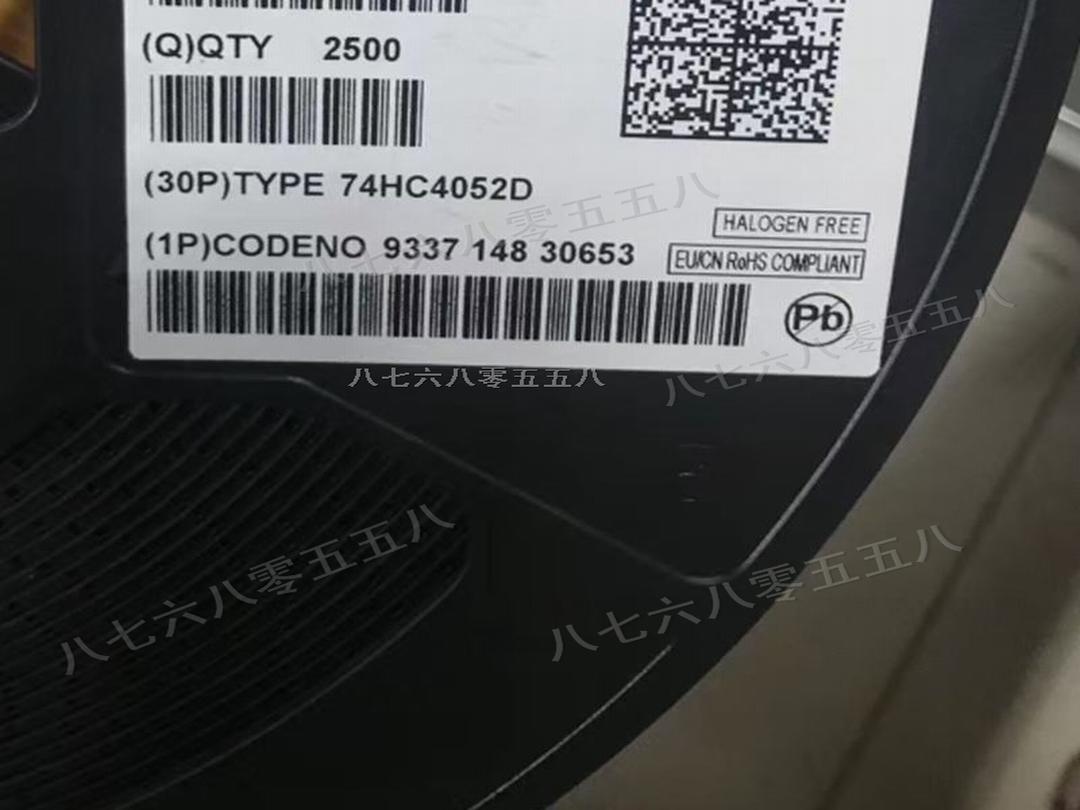 (Q)QTY 2500
(30P)TYPE 74HC4052D
八七六八零五五八
HALOGEN FREE
(1P)CODENO 9337 148 30653
EU/CN RoHS COMPLIANT
Pb
八七六八零五五八
八七六八零五五八
八七六八零五五八
八七六八零五五八